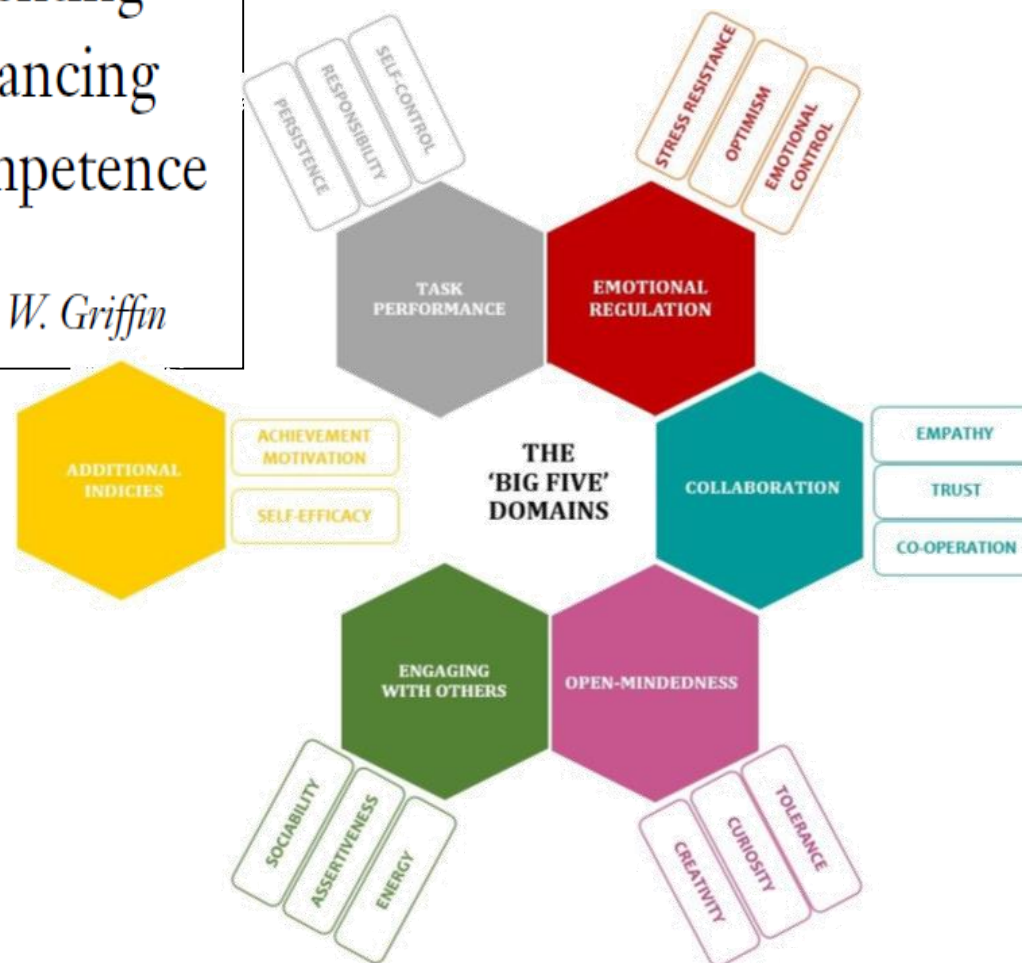 ancing
npetence
W. Griffin
PERSISTENCE
RESPONSIBILITY
SELF-CONTROL
STRESS RESISTANCE
OPTIMISM
EMOTIONAL
CONTROL
TASK
PERFORMANCE
EMOTIONAL
REGULATION
ADDITIONAL
INDICIES
ACHIEVEMENT
MOTIVATION
SELF-EFFICACY
THE
‘BIG FIVE’
DOMAINS
COLLABORATION
EMPATHY
TRUST
CO-OPERATION
ENGAGING
WITH OTHERS
OPEN-MINDEDNESS
SOCIABILITY
ASSERTIVENESS
ENERGY
CREATIVITY
CURIOSITY
TOLERANCE